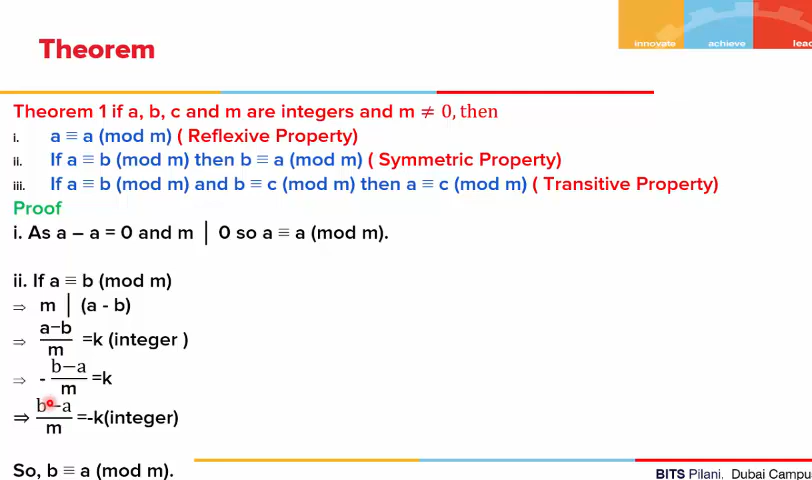 innovate achieve lead
Theorem
Theorem 1 if a, b, c and m are integers and m ≠ 0, then
i. a ≡ a (mod m) ( Reflexive Property)
ii. If a ≡ b (mod m) then b ≡ a (mod m) ( Symmetric Property)
iii. If a ≡ b (mod m) and b ≡ c (mod m) then a ≡ c (mod m) ( Transitive Property)
Proof
i. As a – a = 0 and m | 0 so a ≡ a (mod m).
ii. If a ≡ b (mod m)
⇒ m | (a - b)
⇒ a−b/m =k (integer )
⇒ - b−a/m =k
⇒ b−a/m =-k(integer)
So, b ≡ a (mod m).
BITS Pilani, Dubai Campu